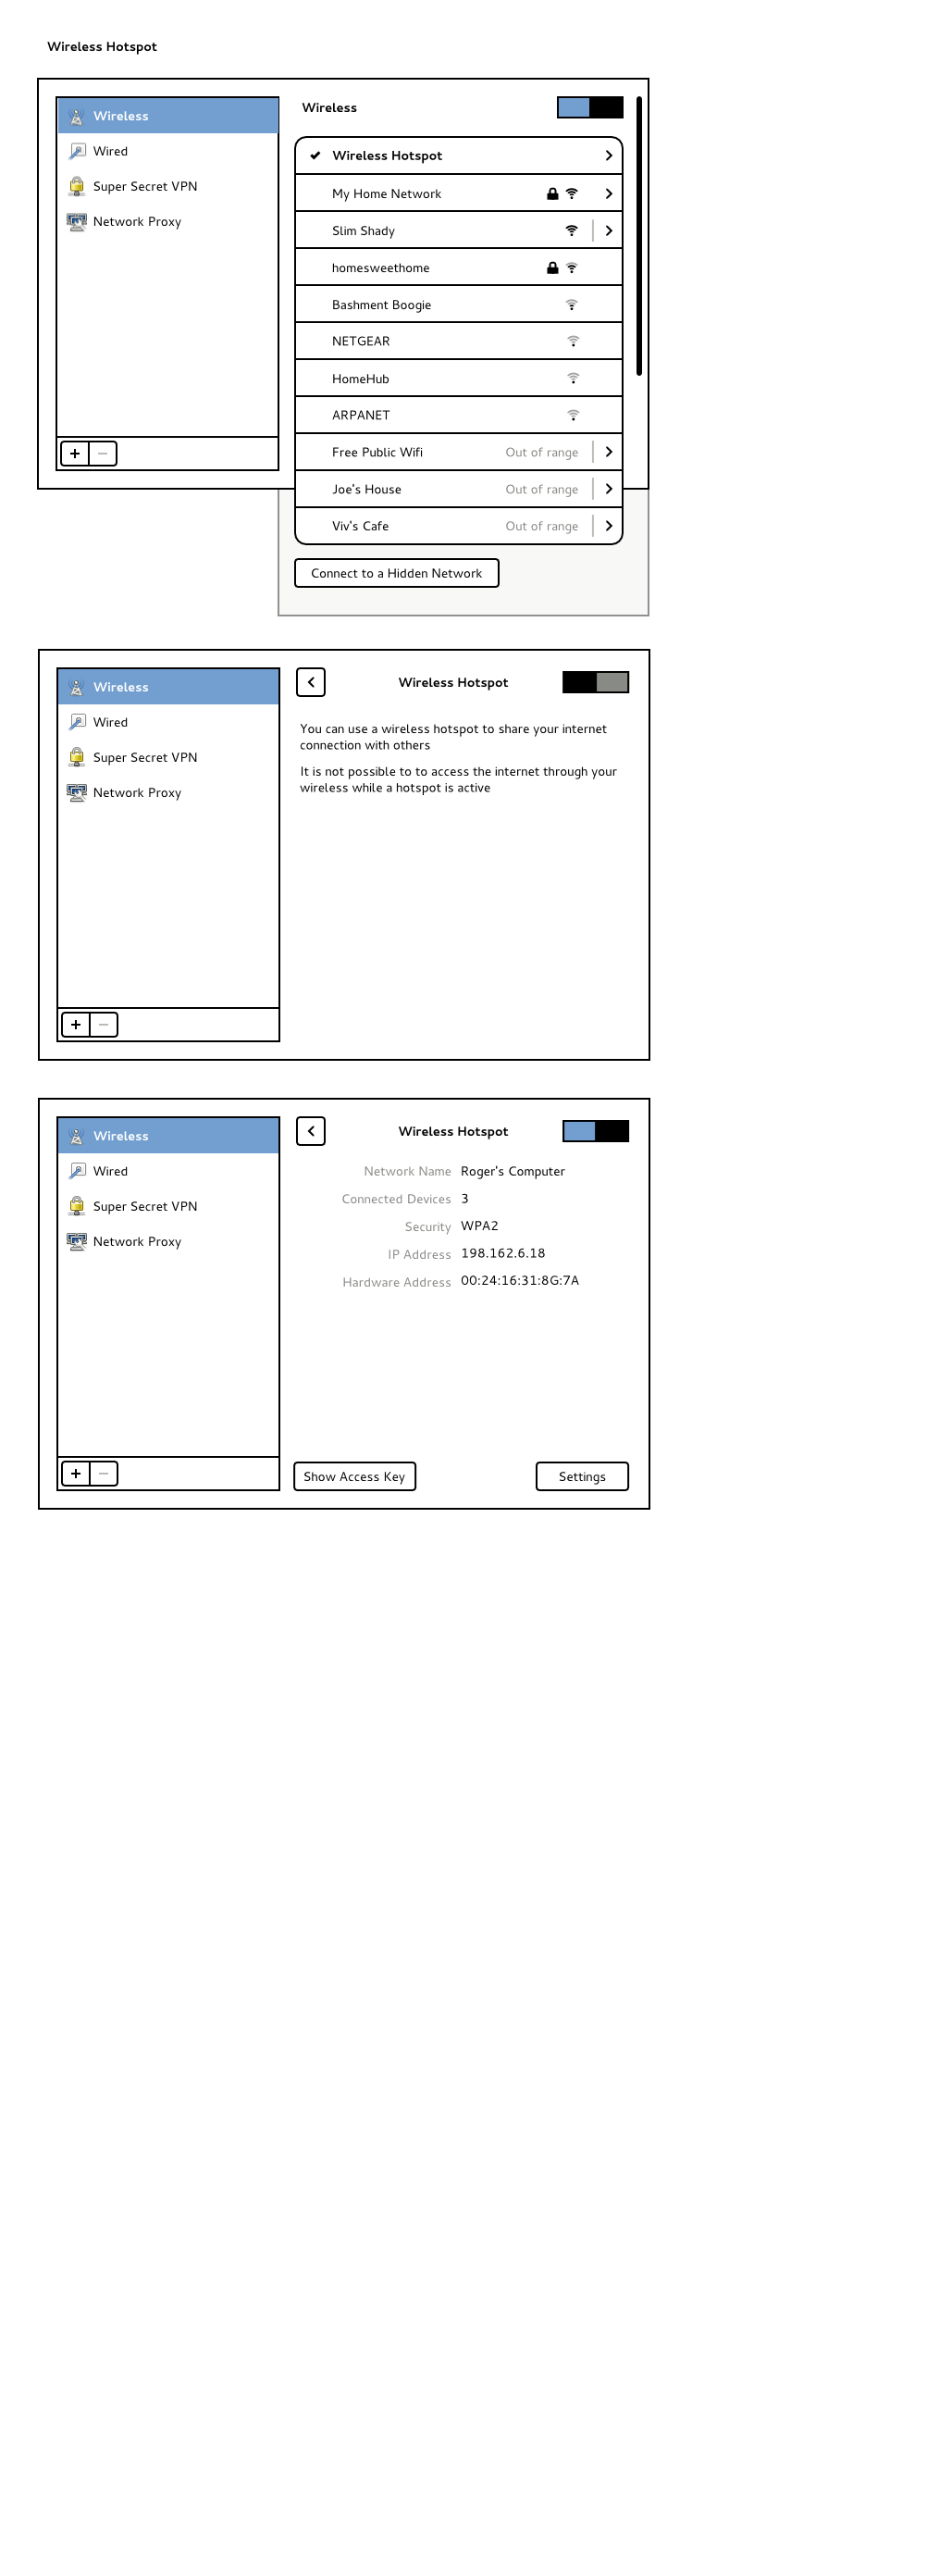 Wireless Hotspot
Wireless
Wired
Super Secret VPN
Network Proxy
Wireless
Wireless Hotspot
My Home Network
Slim Shady
homesweethome
Bashment Boogie
NETGEAR
HomeHub
ARPANET
Free Public Wifi Out of range
Joe's House Out of range
Viv's Cafe Out of range
Connect to a Hidden Network
Wireless
Wired
Super Secret VPN
Network Proxy
Wireless Hotspot
You can use a wireless hotspot to share your internet
connection with others
It is not possible to to access the internet through your
wireless while a hotspot is active
Wireless
Wired
Super Secret VPN
Network Proxy
Wireless Hotspot
Network Name Roger's Computer
Connected Devices 3
Security WPA2
IP Address 198.162.6.18
Hardware Address 00:24:16:31:8G:7A
Show Access Key Settings